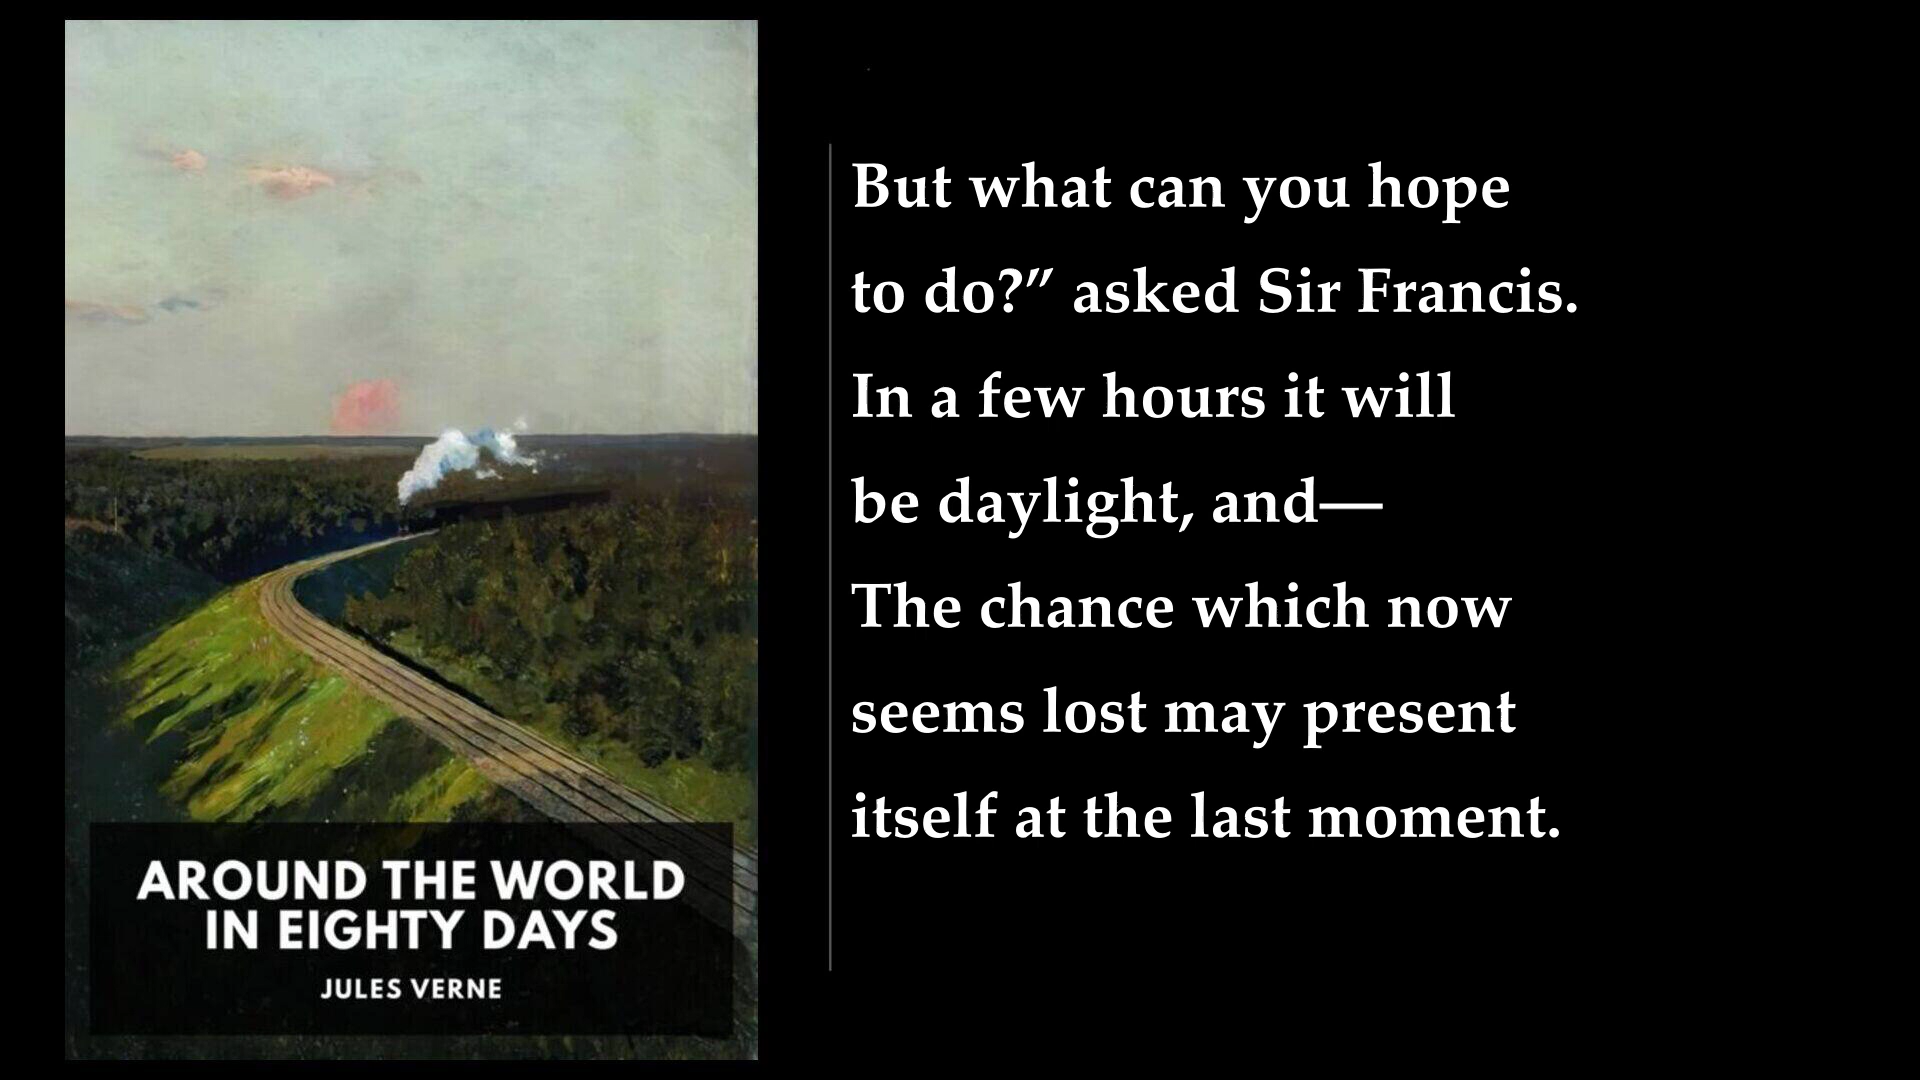 But what can you hope
to do?” asked Sir Francis.
In a few hours it will
be daylight, and—
The chance which now
seems lost may present
itself at the last moment.
AROUND THE WORLD
IN EIGHTY DAYS
JULES VERNE